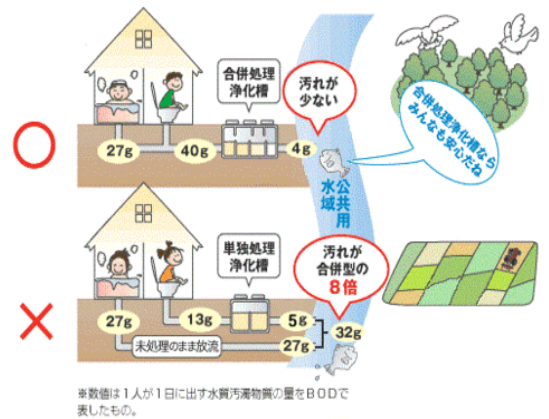 合併処理
浄化槽
汚れが
少ない
27g
40g
4g
合併処理浄化槽なら
みんなも安心だね
公共用
水域
単独処理
浄化槽
汚れが
合併型の
8倍
27g
13g
5g
32g
未処理のまま放流
27g
※数値は1人が1日に出す水質汚濁物質の量をBODで
表したもの。